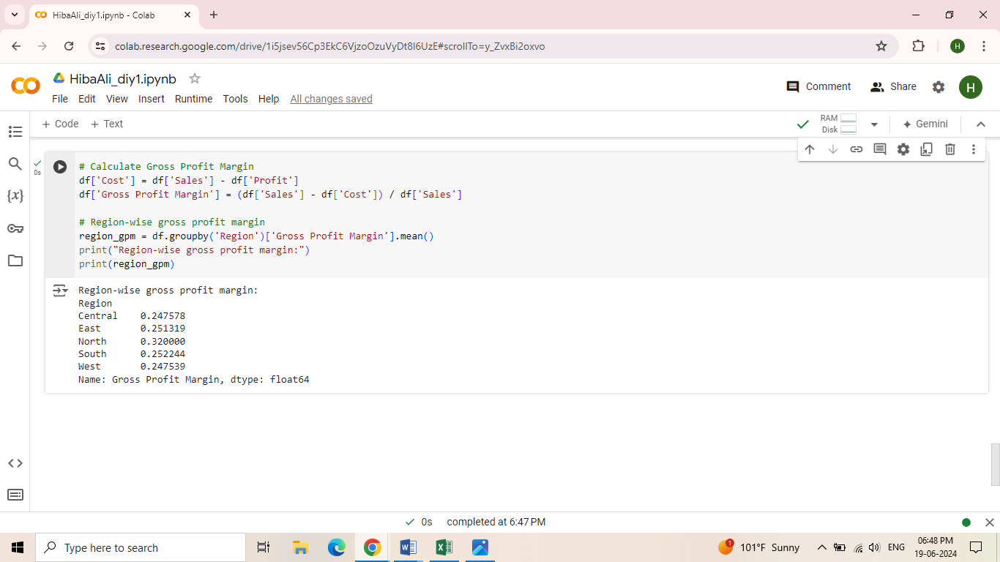 HibaAli_diy1.ipynb - Colab
colab.research.google.com/drive/1i5jsev56Cp3EkC6VjzoOzuVyDt8I6UzE#scrollTo=y_ZvxBi2oxvo
H
HibaAli_diy1.ipynb
File Edit View Insert Runtime Tools Help All changes saved
Comment Share H
+ Code + Text
RAM
Disk
Gemini
0s
# Calculate Gross Profit Margin
df['Cost'] = df['Sales'] - df['Profit']
df['Gross Profit Margin'] = (df['Sales'] - df['Cost']) / df['Sales']
# Region-wise gross profit margin
region_gpm = df.groupby('Region')['Gross Profit Margin'].mean()
print("Region-wise gross profit margin:")
print(region_gpm)
{x}
Region-wise gross profit margin:
Region
Central 0.247578
East 0.251319
North 0.320000
South 0.252244
West 0.247539
Name: Gross Profit Margin, dtype: float64
0s completed at 6:47 PM
Type here to search
W
X
1
101°F Sunny
ENG
06:48 PM
19-06-2024